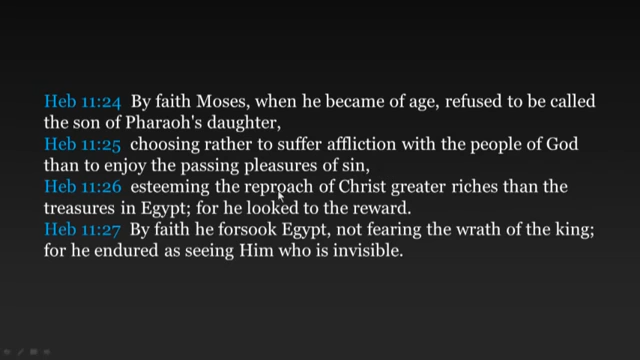 Heb 11:24 By faith Moses, when he became of age, refused to be called
the son of Pharaoh's daughter,
Heb 11:25 choosing rather to suffer affliction with the people of God
than to enjoy the passing pleasures of sin,
Heb 11:26 esteeming the reproach of Christ greater riches than the
treasures in Egypt; for he looked to the reward.
Heb 11:27 By faith he forsook Egypt, not fearing the wrath of the king;
for he endured as seeing Him who is invisible.